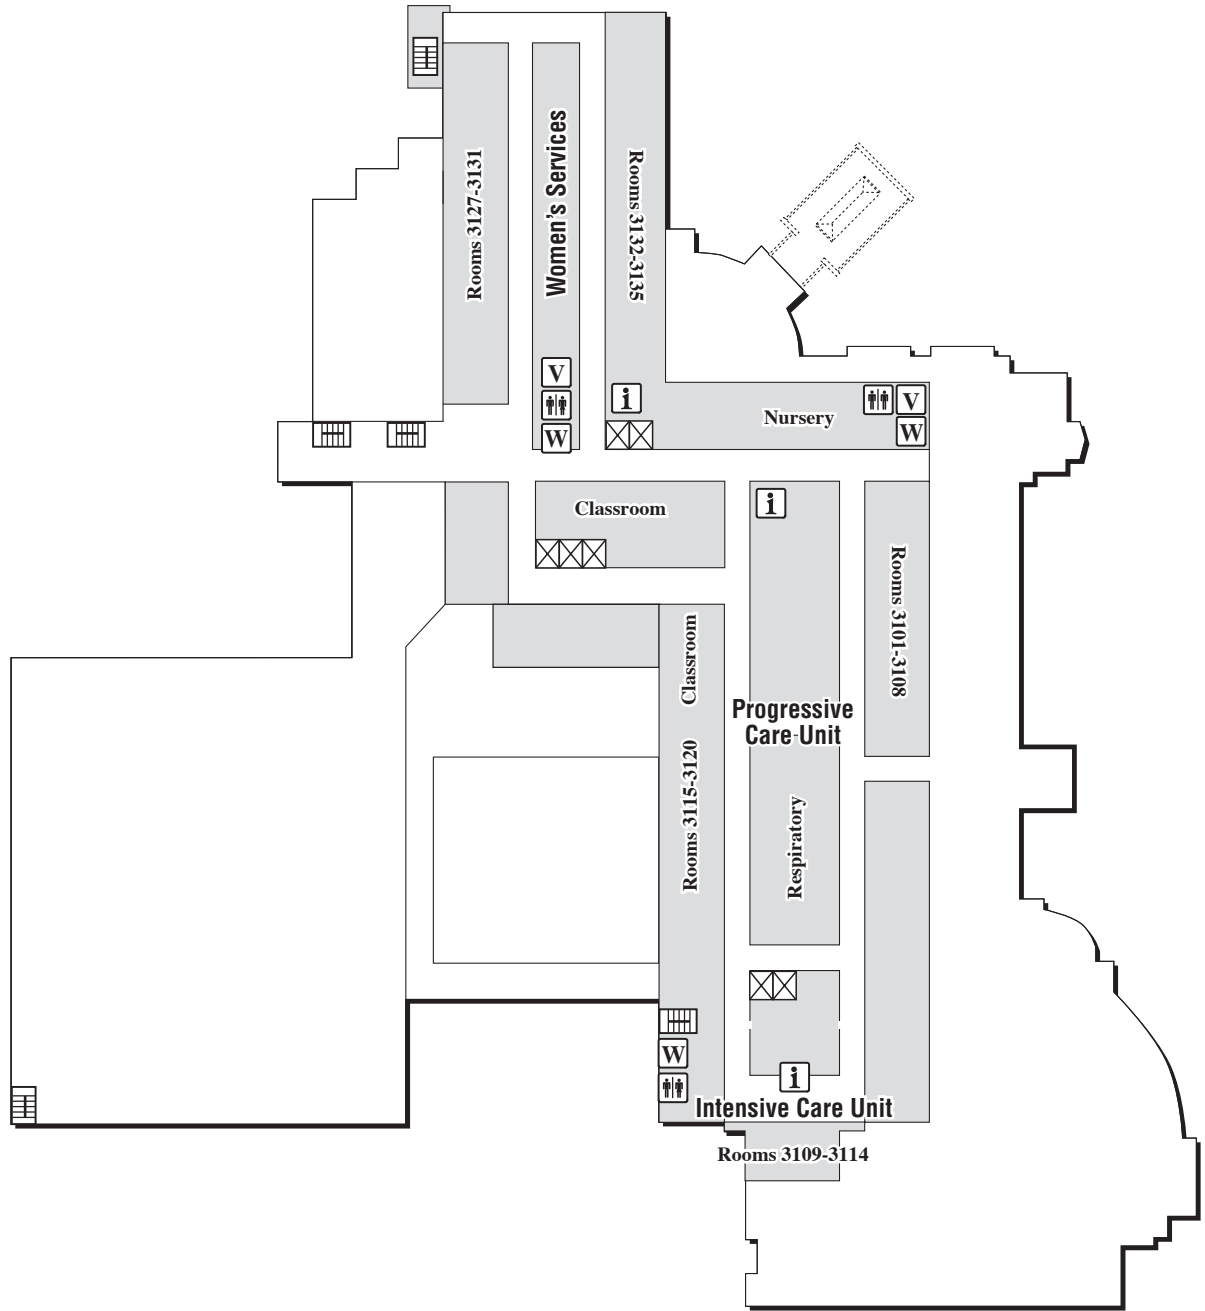 Rooms 3127-3131
Women's Services
Rooms 3132-3135
V
W
i
Nursery
V
W
Classroom
i
Rooms 3101-3108
Classroom
Progressive
Care Unit
Rooms 3115-3120
Respiratory
W
i
Intensive Care Unit
Rooms 3109-3114